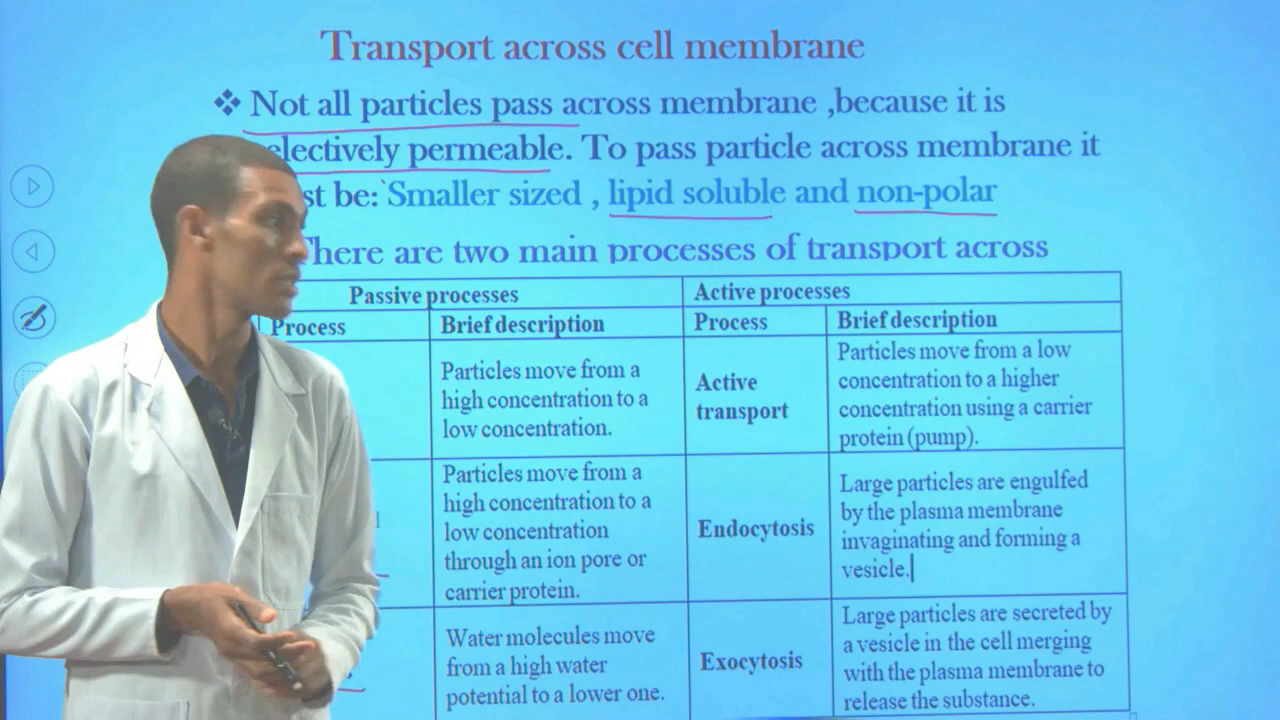 Transport across cell membrane
❖ Not all particles pass across membrane ,because it is
electively permeable. To pass particle across membrane it
st be: Smaller sized , lipid soluble and non-polar
here are two main processes of transport across
Passive processes
Active processes
Process
Brief description
Process
Brief description
Particles move from a
high concentration to a
low concentration.
Active
transport
Particles move from a low
concentration to a higher
concentration using a carrier
protein (pump).
Particles move from a
high concentration to a
low concentration
through an ion pore or
carrier protein.
Endocytosis
Large particles are engulfed
by the plasma membrane
invaginating and forming a
vesicle.
Water molecules move
from a high water
potential to a lower one.
Exocytosis
Large particles are secreted by
a vesicle in the cell merging
with the plasma membrane to
release the substance.